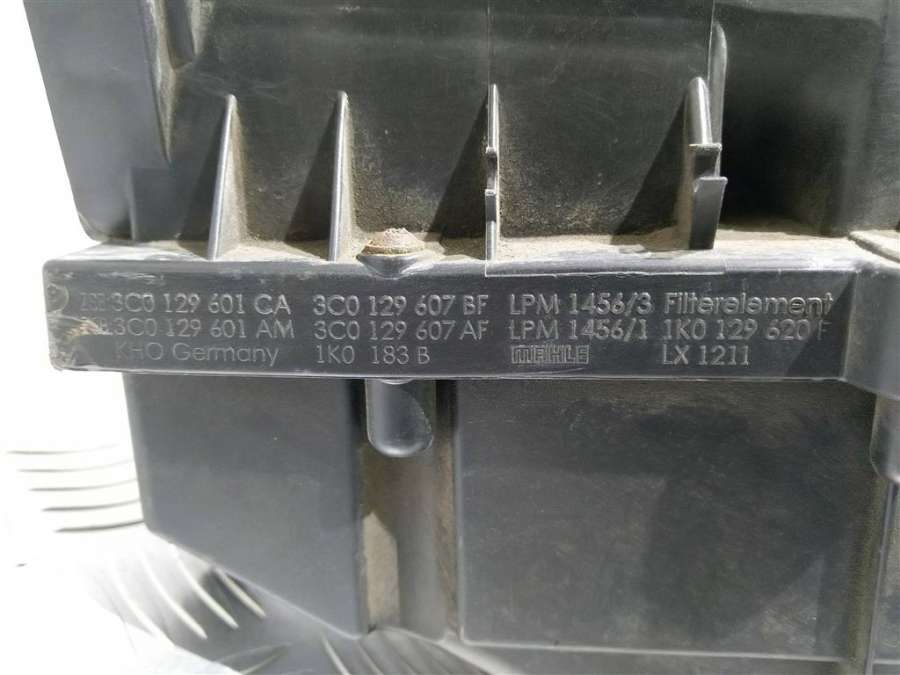 ZSB 3C0 129 601 CA 3C0 129 607 BF LPM 1456/3 Filterelement
3C0 129 601 AM 3C0 129 607 AF LPM 1456/1 1K0 129 620
KHO Germany 1K0 183 B MAHLE LX 1211